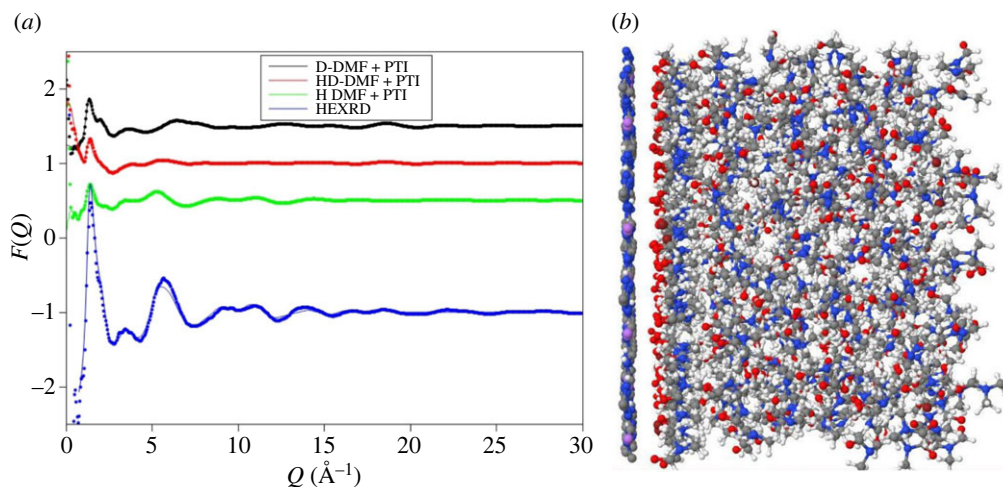 (a)
(b)
D-DMF + PTI
HD-DMF + PTI
H DMF + PTI
HEXRD
2
1
0
–1
–2
F(Q)
0 5 10 15 20 25 30
Q (Å⁻¹)